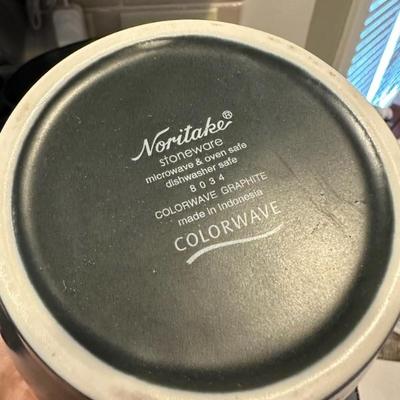 Noritake®
stoneware
microwave & oven safe
dishwasher safe
8034
COLORWAVE GRAPHITE
made in Indonesia
COLORWAVE